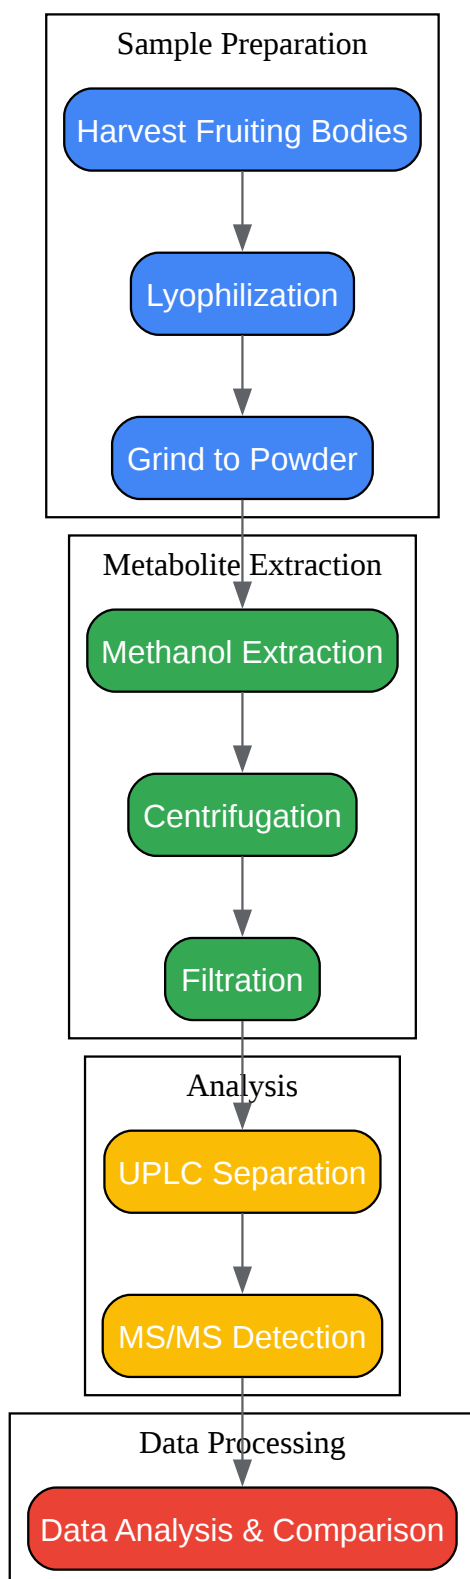 Sample Preparation
Harvest Fruiting Bodies
Lyophilization
Grind to Powder
Metabolite Extraction
Methanol Extraction
Centrifugation
Filtration
Analysis
UPLC Separation
MS/MS Detection
Data Processing
Data Analysis & Comparison